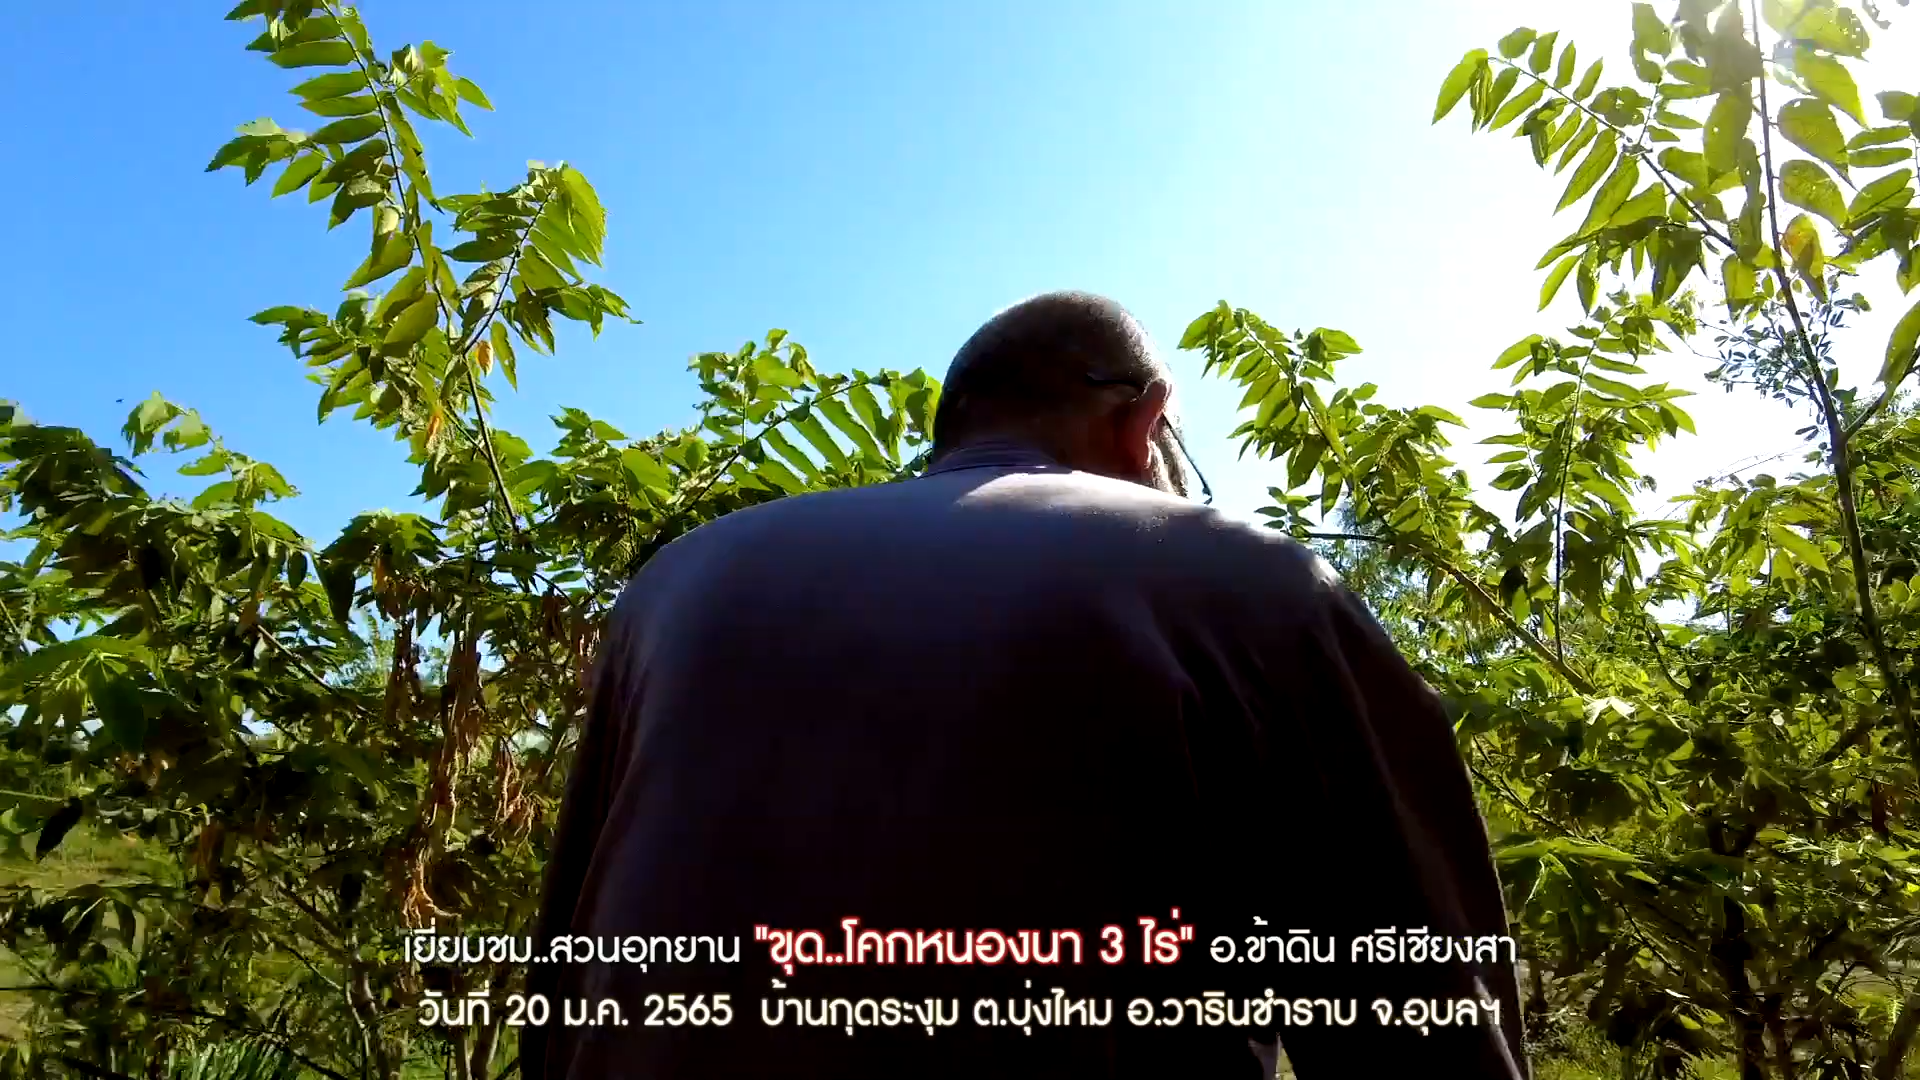 เยี่ยมชม..สวนอุทยาน "ขุด..โคกหนองนา 3 ไร่" อ.ข้าดิน ศรีเชียงสา
วันที่ 20 ม.ค. 2565 บ้านกุดระงุม ต.บุ่งไหม อ.วารินชำราบ จ.อุบลฯ